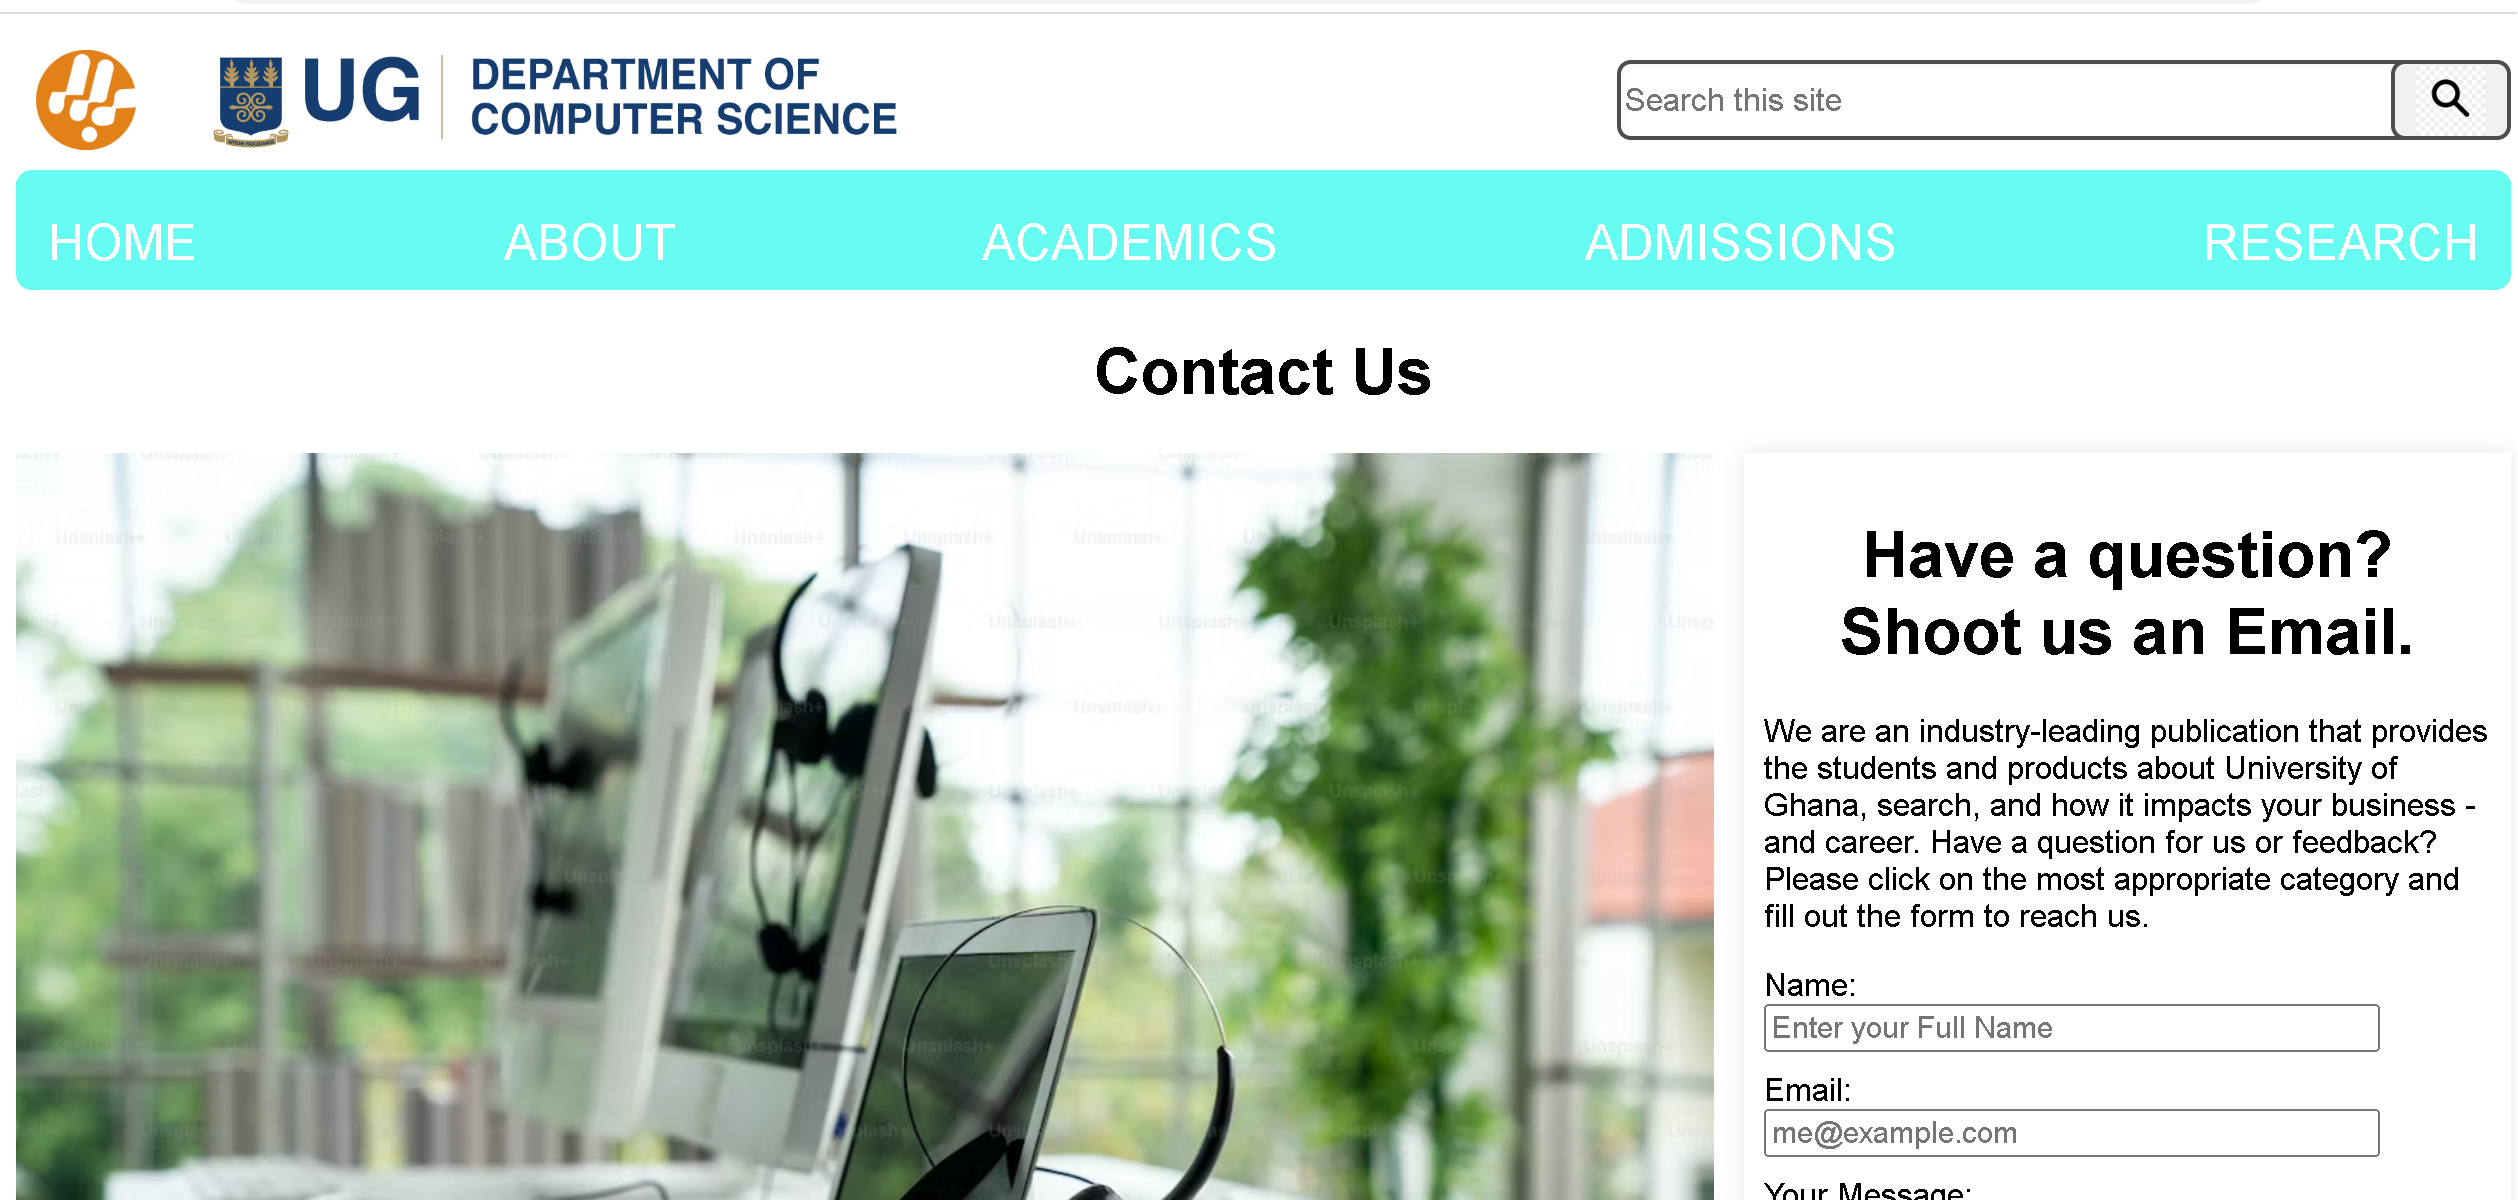 UG
DEPARTMENT OF
COMPUTER SCIENCE
Search this site
HOME ABOUT ACADEMICS ADMISSIONS RESEARCH
Contact Us
Have a question?
Shoot us an Email.
We are an industry-leading publication that provides
the students and products about University of
Ghana, search, and how it impacts your business -
and career. Have a question for us or feedback?
Please click on the most appropriate category and
fill out the form to reach us.
Name:
Enter your Full Name
Email:
me@example.com
Your Message:
Unsplash+